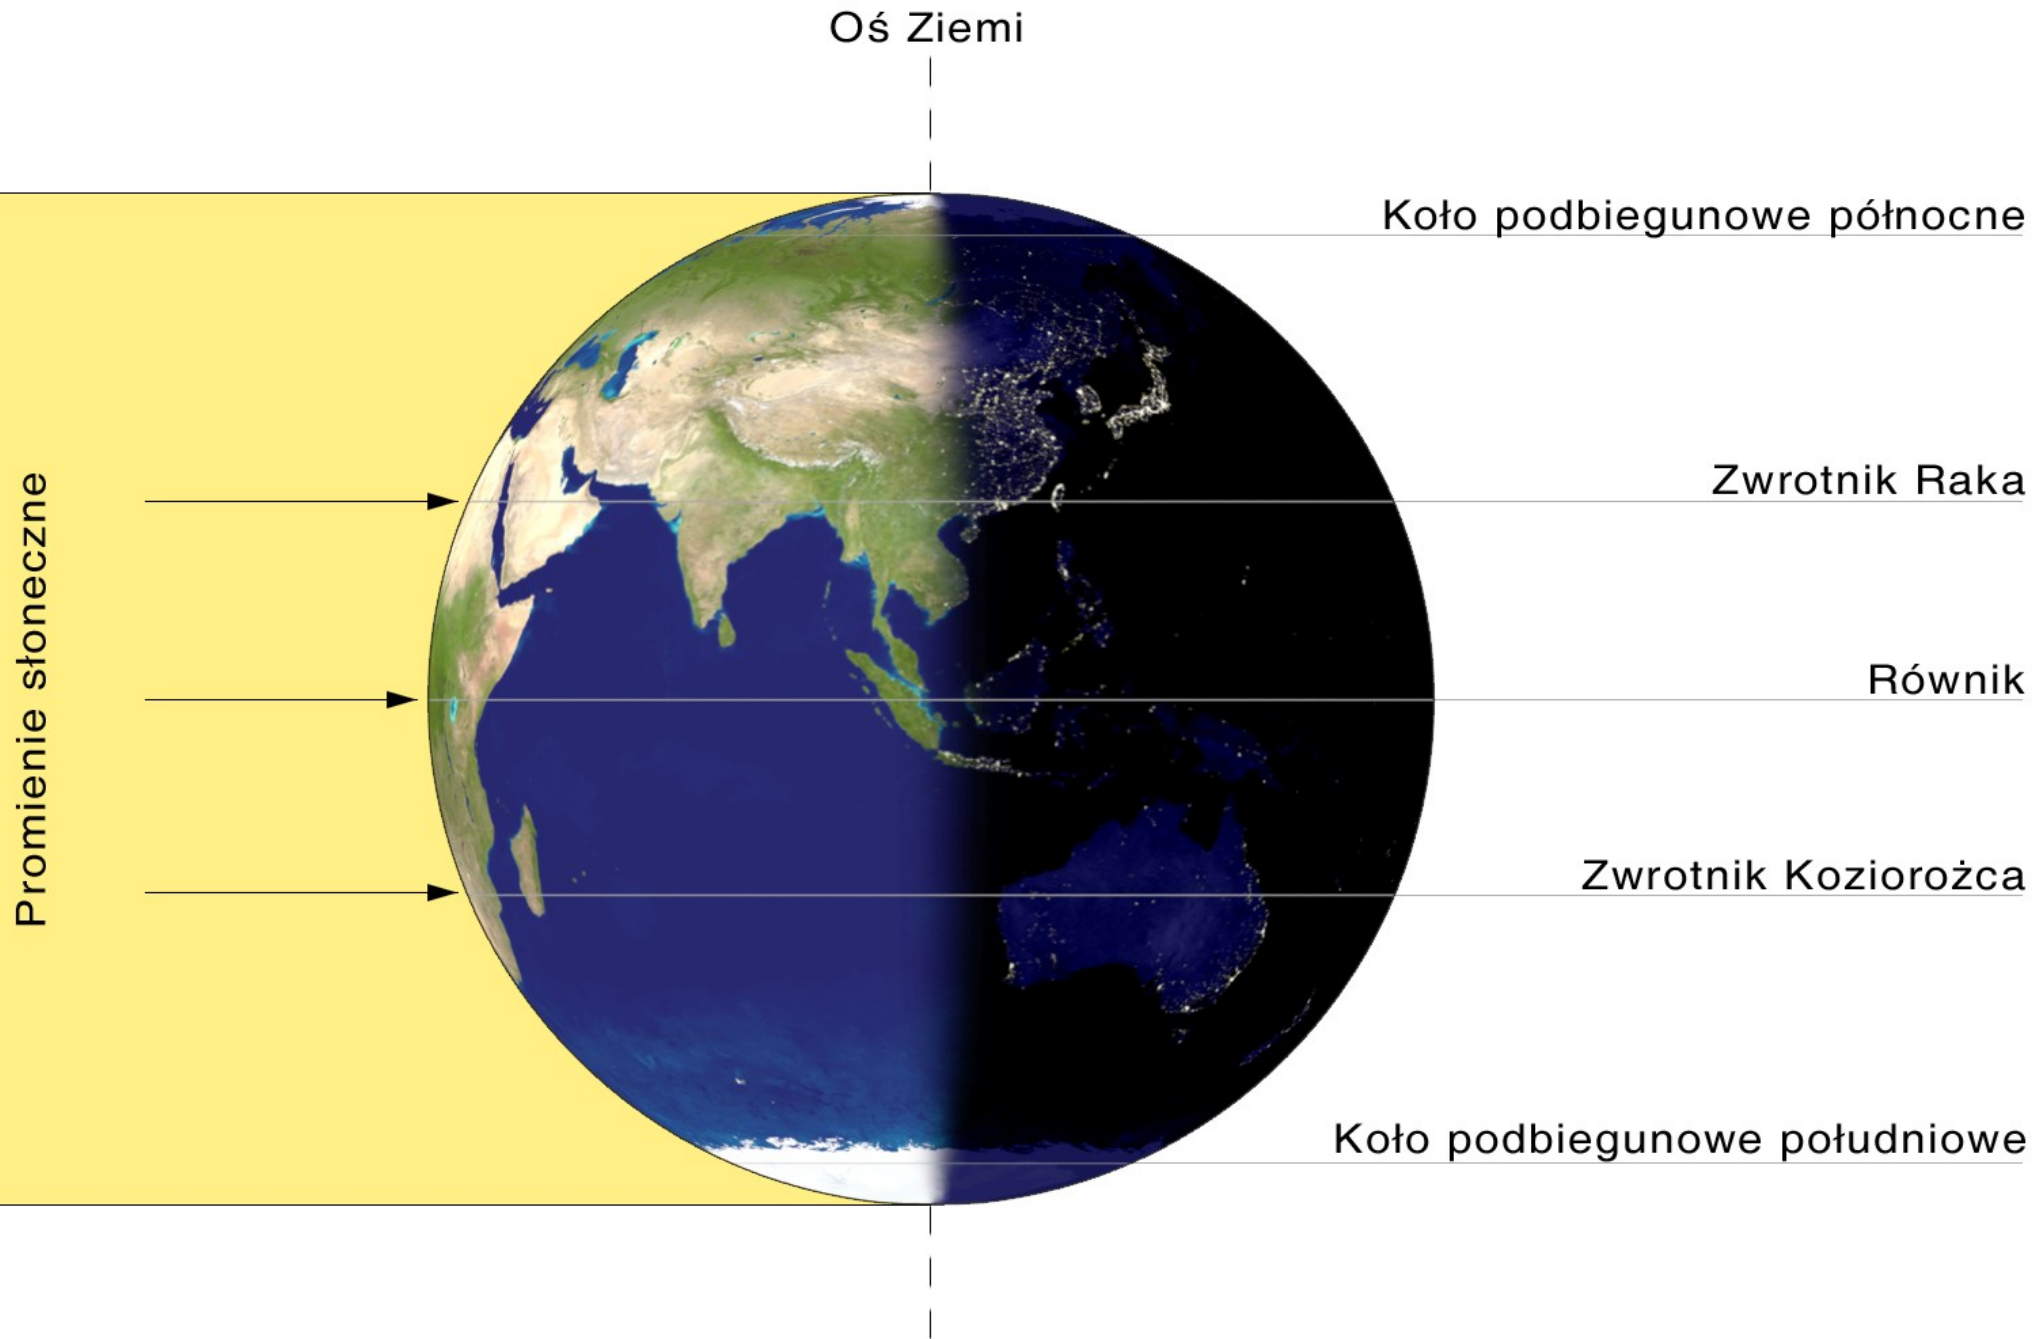 Oś Ziemi
Koło podbiegunowe północne
Zwrotnik Raka
Promienie słoneczne
Równik
Zwrotnik Koziorożca
Koło podbiegunowe południowe